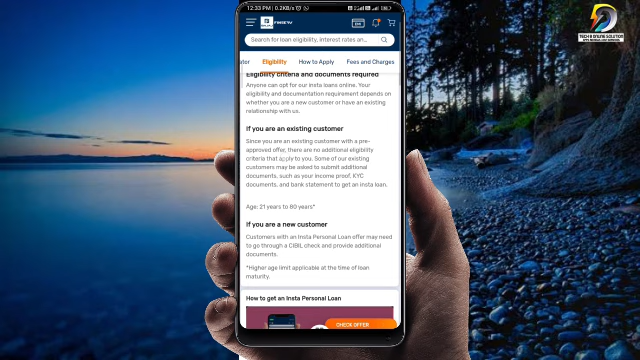 12:33 PM | 0.2KB/s
Search for loan eligibility, interest rates an...
ator Eligibility How to Apply Fees and Charges
Eligibility criteria and documents required
Anyone can opt for our insta loans online. Your
eligibility and documentation requirement depends on
whether you are a new customer or have an existing
relationship with us.
If you are an existing customer
Since you are an existing customer with a pre-
approved offer, there are no additional eligibility
criteria that apply to you. Some of our existing
customers may be asked to submit additional
documents, such as your income proof, KYC
documents, and bank statement to get an insta loan.
Age: 21 years to 80 years*
If you are a new customer
Customers with an Insta Personal Loan offer may need
to go through a CIBIL check and provide additional
documents.
*Higher age limit applicable at the time of loan
maturity.
How to get an Insta Personal Loan
CHECK OFFER
TECH & ONLINE SOLUTION